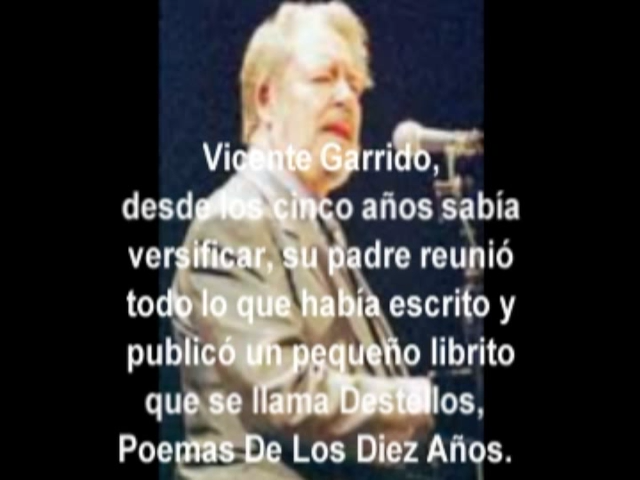 Vicente Garrido,
desde los cinco años sabía
versificar, su padre reunió
todo lo que había escrito y
publicó un pequeño librito
que se llama Destellos,
Poemas De Los Diez Años.